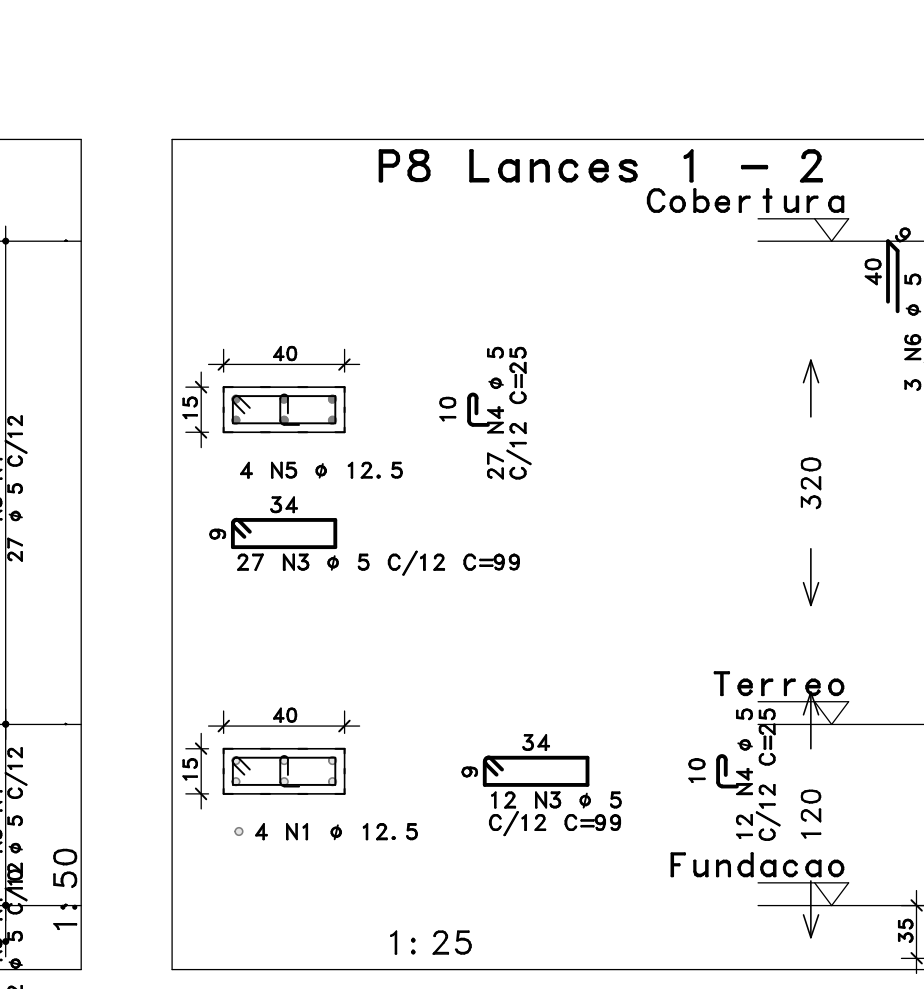 P8 Lances 1 - 2
Cobertura
6
40
3 N6 ø 5
40
15
10
27 N4 ø 5
C/12 C=25
4 N5 ø 12.5
34
9
27 N3 ø 5 C/12 C=99
320
27 ø 5 C/12
Terreo
40
15
4 N1 ø 12.5
34
9
12 N3 ø 5
C/12 C=99
10
12 N4 ø 5
C/12 C=25
120
Fundacao
35
1:25
1:50
ø 5 C/12